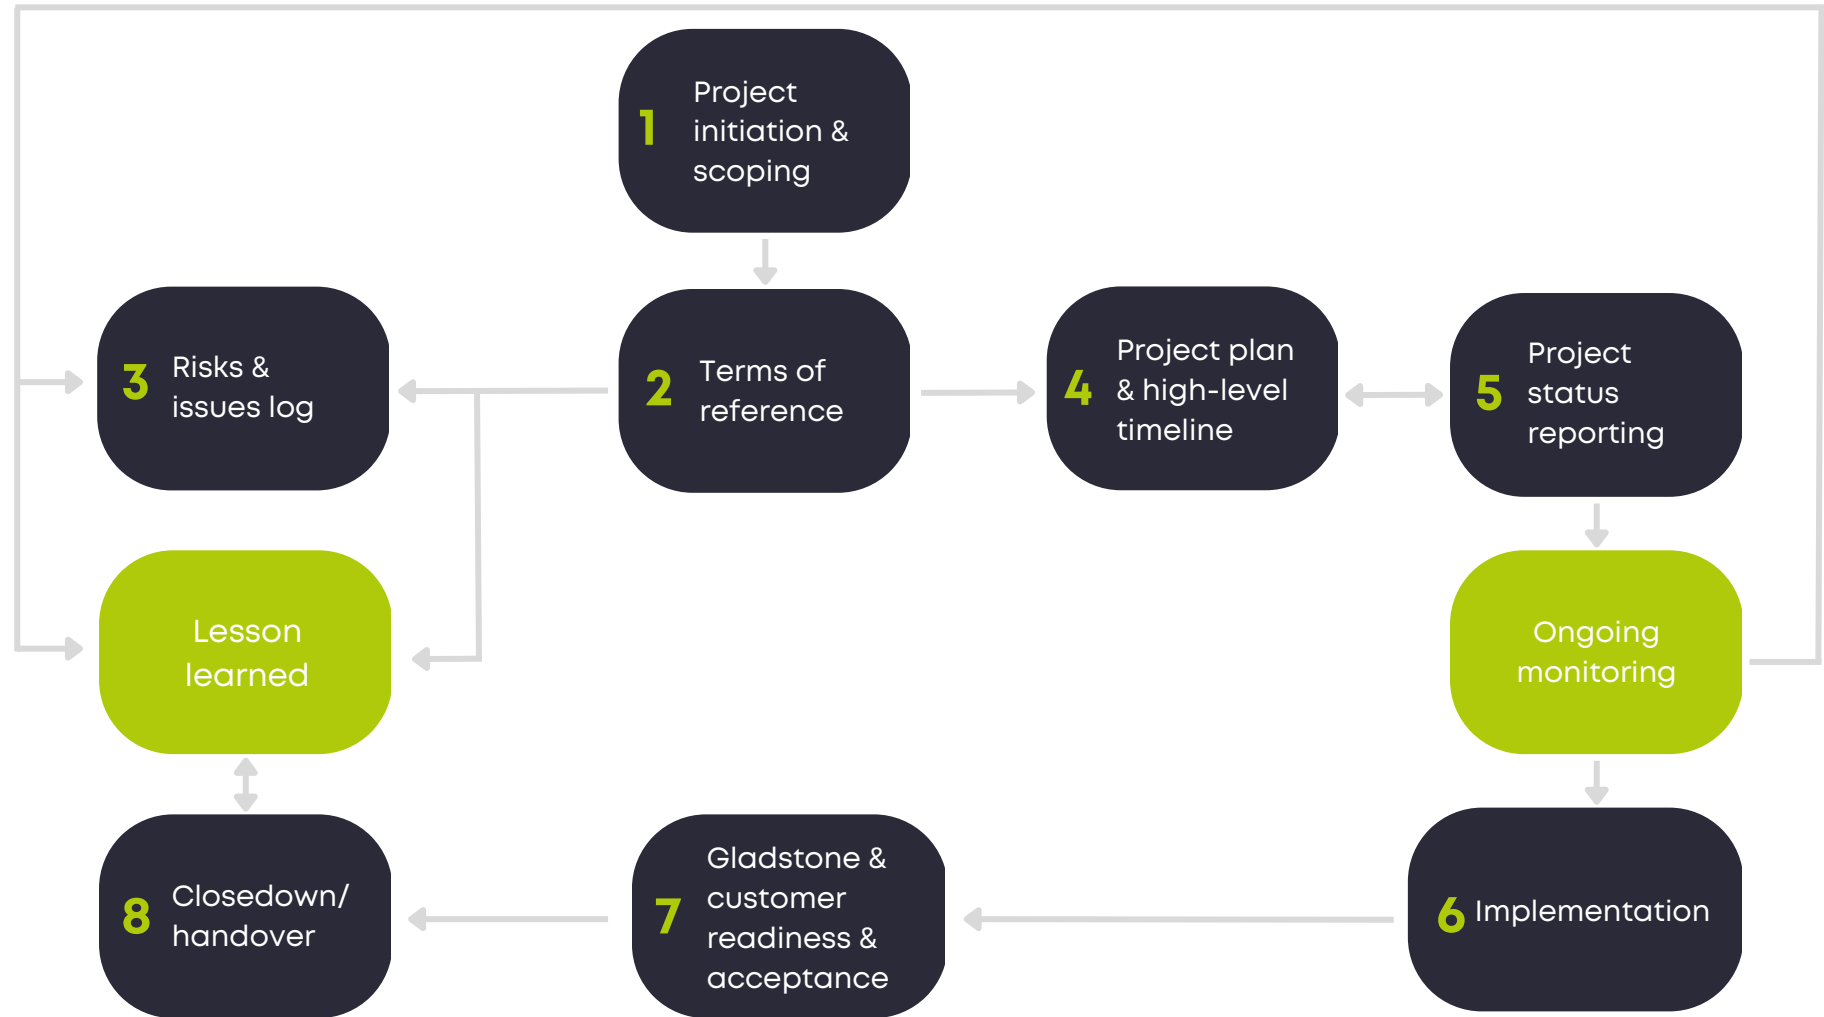 1
Project
initiation &
scoping
3
Risks &
issues log
2
Terms of
reference
4
Project plan
& high-level
timeline
5
Project
status
reporting
Lesson
learned
Ongoing
monitoring
8
Closedown/
handover
7
Gladstone &
customer
readiness &
acceptance
6
Implementation